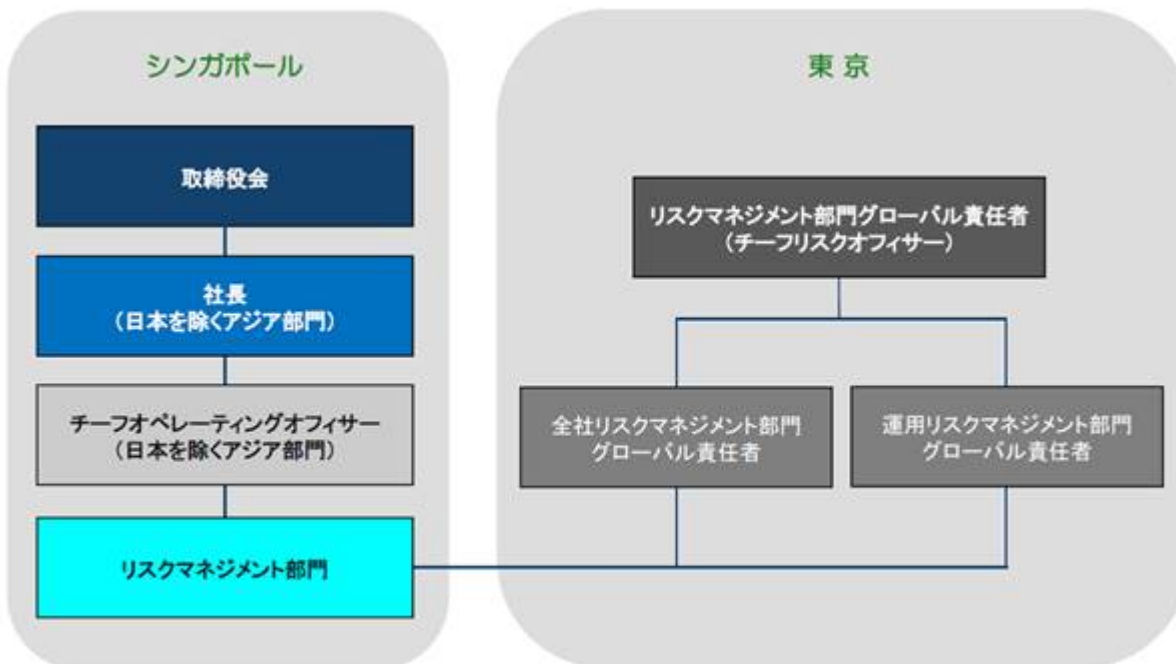 シンガポール
取締役会
社長
（日本を除くアジア部門）
チーフオペレーティングオフィサー
（日本を除くアジア部門）
リスクマネジメント部門
東 京
リスクマネジメント部門グローバル責任者
（チーフリスクオフィサー）
全社リスクマネジメント部門
グローバル責任者
運用リスクマネジメント部門
グローバル責任者